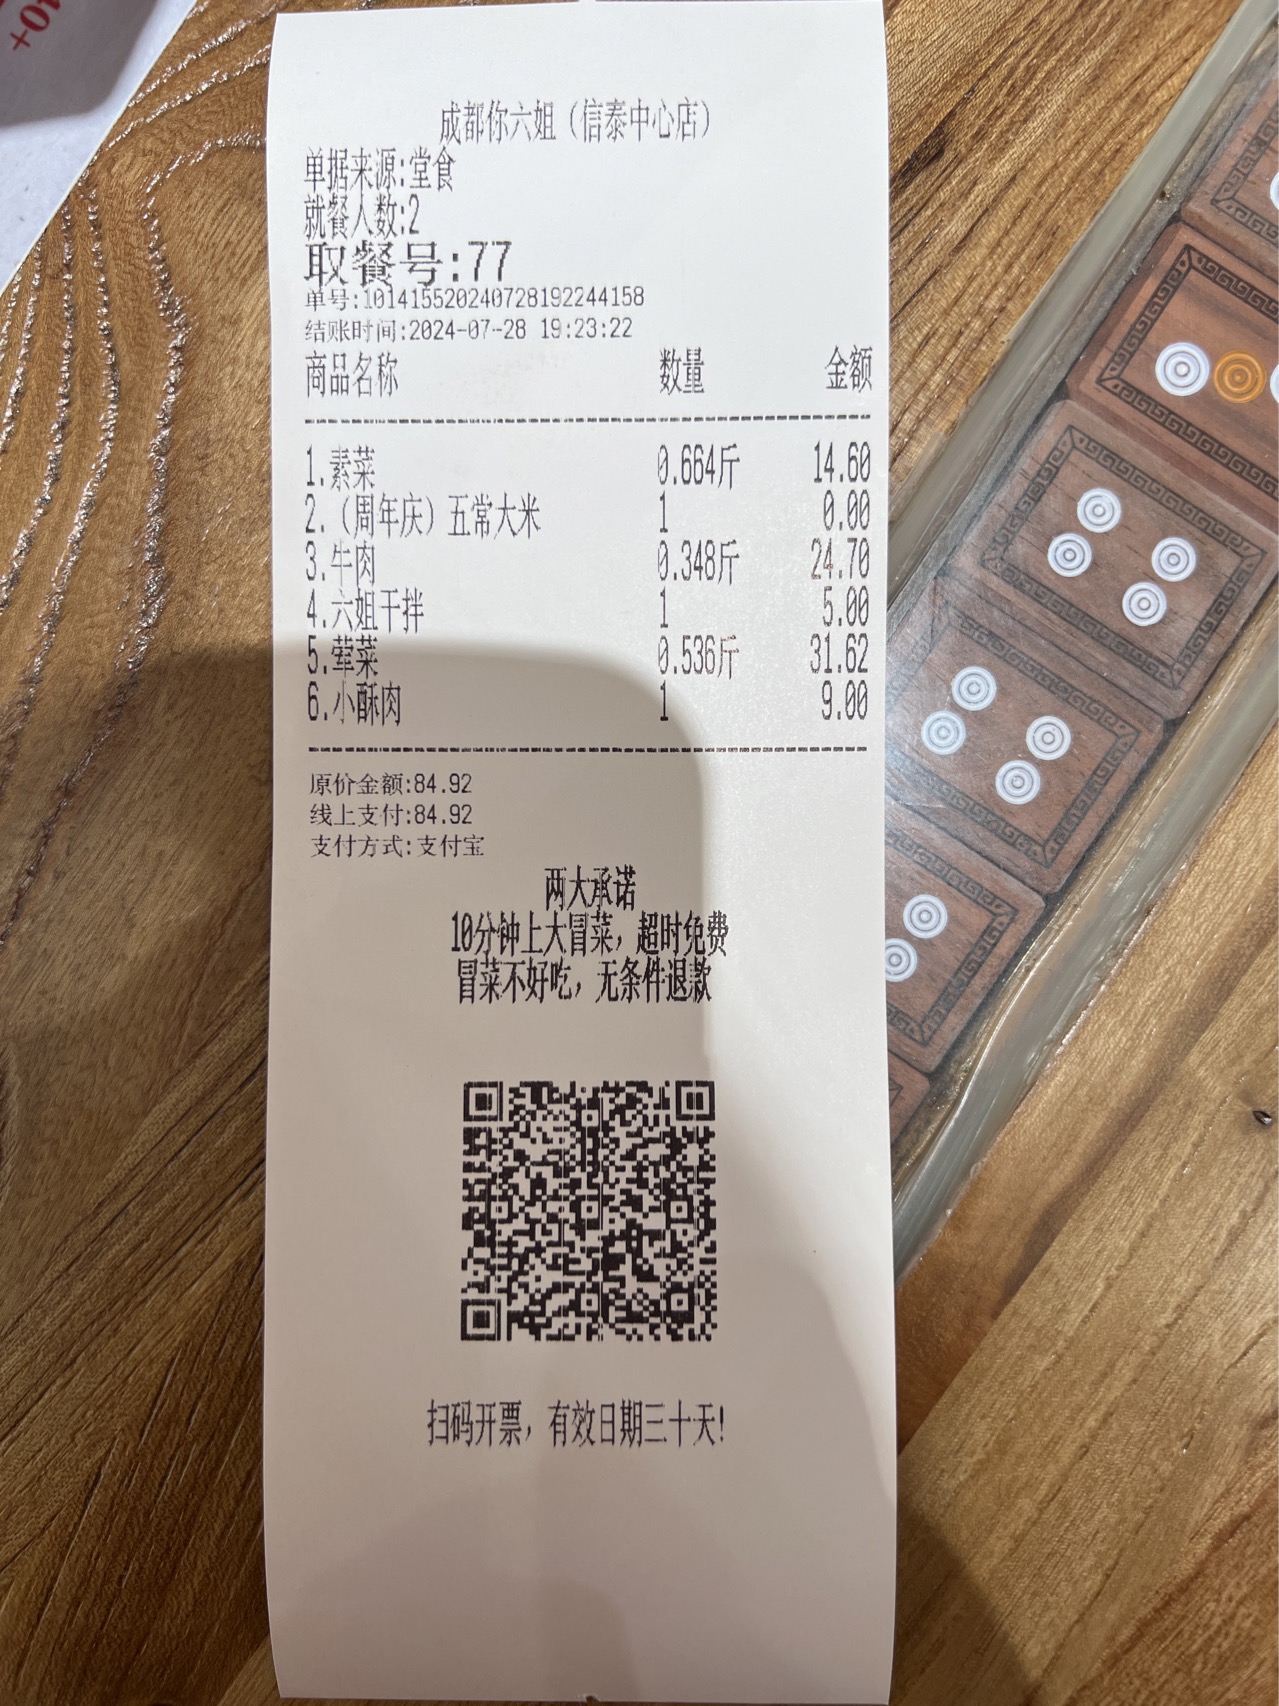 10+
成都你六姐（信泰中心店）
单据来源:堂食
就餐人数:2
取餐号:77
单号:101415520240728192244158
结账时间:2024-07-28 19:23:22
商品名称 数量 金额
1.素菜 0.664斤 14.60
2.（周年庆）五常大米 1 0.00
3.牛肉 0.348斤 24.70
4.六姐干拌 1 5.00
5.荤菜 0.536斤 31.62
6.小酥肉 1 9.00
原价金额:84.92
线上支付:84.92
支付方式:支付宝
两大承诺
10分钟上大冒菜，超时免费
冒菜不好吃，无条件退款
扫码开票，有效日期三十天!